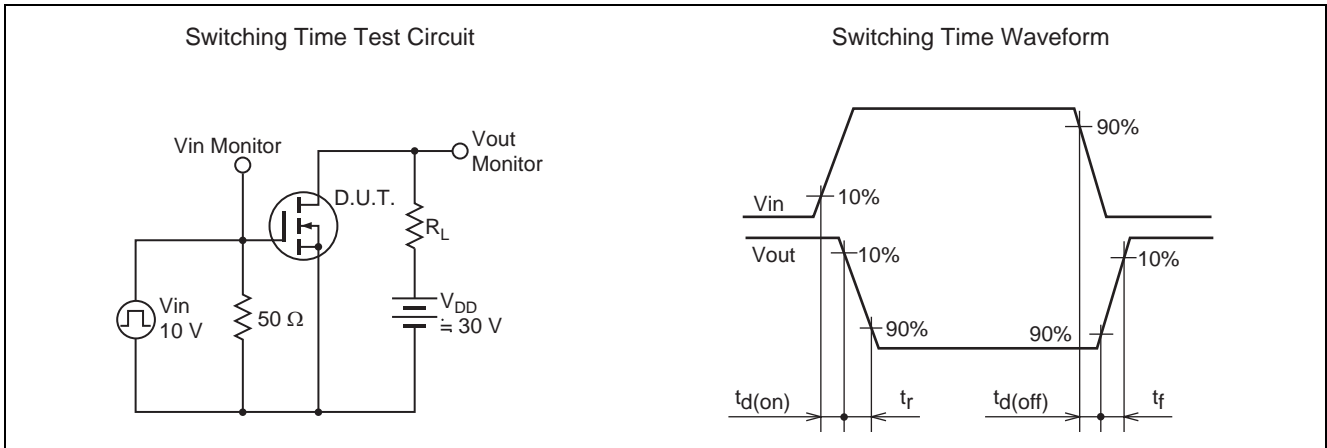 Switching Time Test Circuit
Vin Monitor
Vout
Monitor
D.U.T.
RL
Vin
10 V
50 Ω
VDD
≒ 30 V
Switching Time Waveform
Vin
10%
90%
Vout
10%
90%
90%
10%
td(on)
tr
td(off)
tf